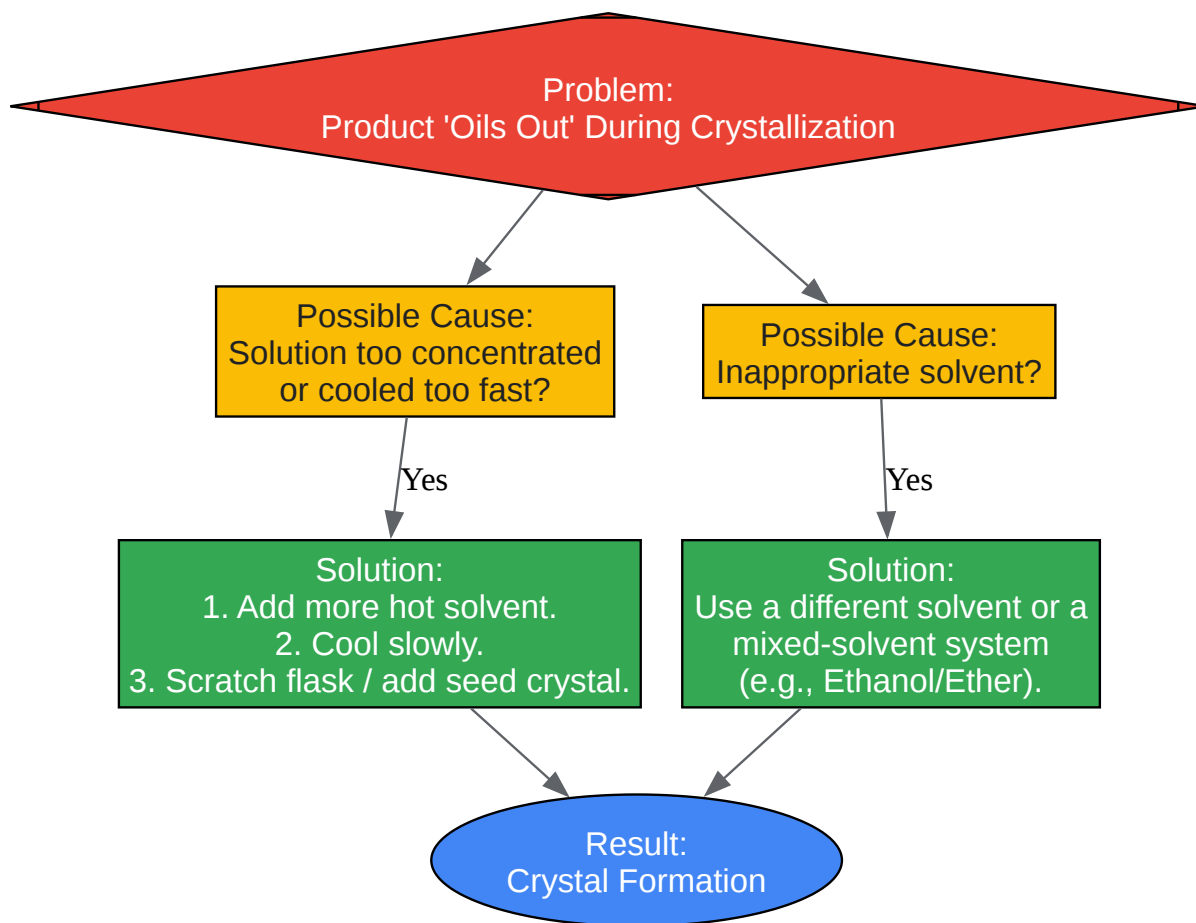 Problem:
Product 'Oils Out' During Crystallization
Possible Cause:
Solution too concentrated
or cooled too fast?
Possible Cause:
Inappropriate solvent?
Yes
Yes
Solution:
1. Add more hot solvent.
2. Cool slowly.
3. Scratch flask / add seed crystal.
Solution:
Use a different solvent or a
mixed-solvent system
(e.g., Ethanol/Ether).
Result:
Crystal Formation